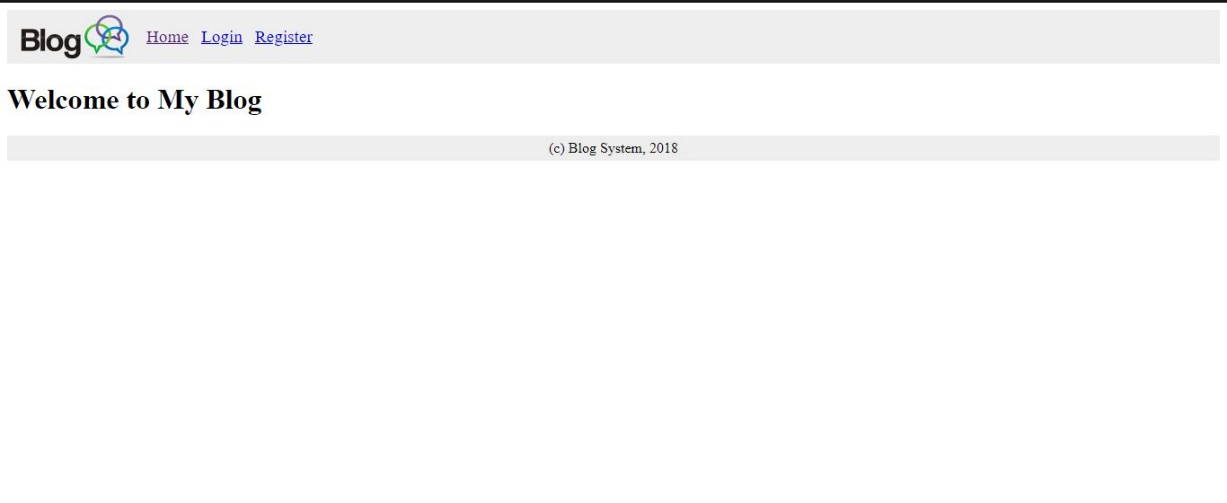 Blog Home Login Register
Welcome to My Blog
(c) Blog System, 2018